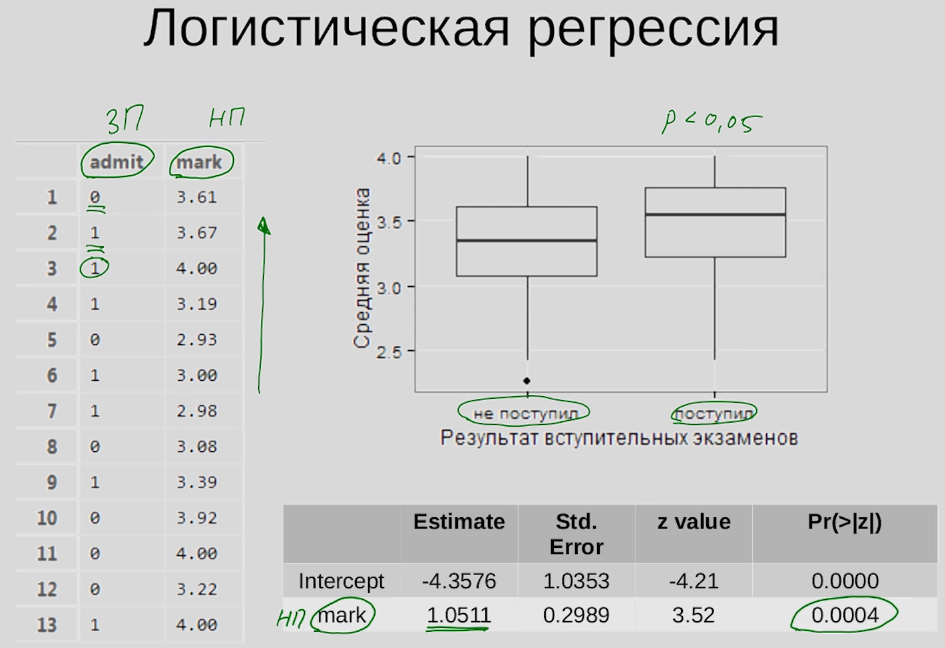 Логистическая регрессия
ЗП НП
admit mark
1 0 3.61
2 1 3.67
3 1 4.00
4 1 3.19
5 0 2.93
6 1 3.00
7 1 2.98
8 0 3.08
9 1 3.39
10 0 3.92
11 0 4.00
12 0 3.22
13 1 4.00
P < 0,05
Средняя оценка
4.0
3.5
3.0
2.5
не поступил поступил
Результат вступительных экзаменов
Estimate Std. Error z value Pr(>|z|)
Intercept -4.3576 1.0353 -4.21 0.0000
НП mark 1.0511 0.2989 3.52 0.0004